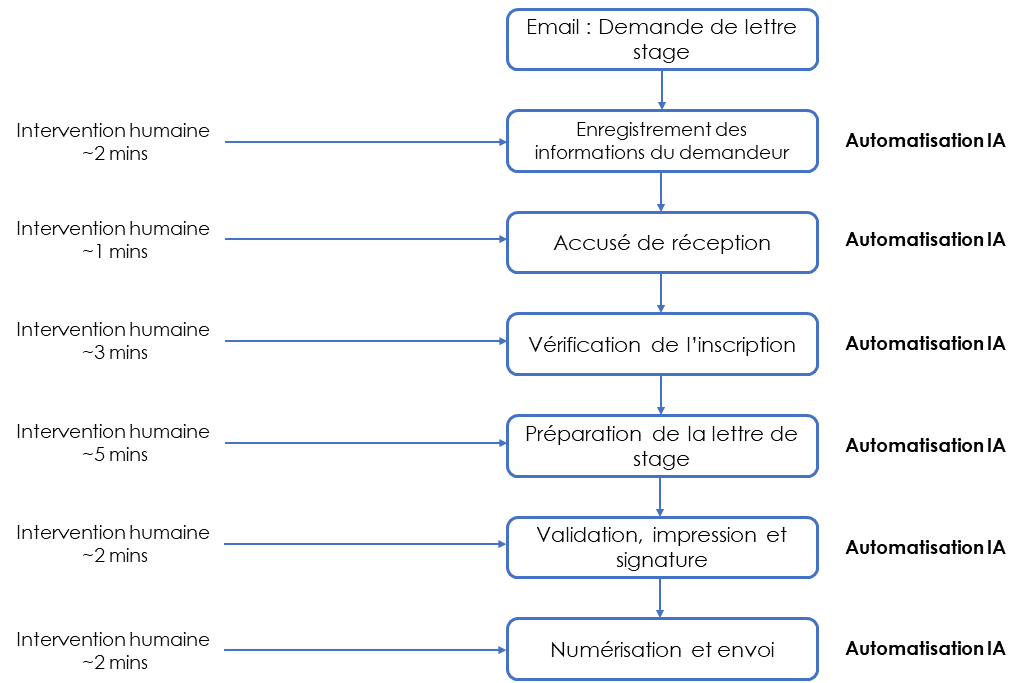 Email : Demande de lettre
stage
Intervention humaine
~2 mins
Enregistrement des
informations du demandeur
Automatisation IA
Intervention humaine
~1 mins
Accusé de réception
Automatisation IA
Intervention humaine
~3 mins
Vérification de l’inscription
Automatisation IA
Intervention humaine
~5 mins
Préparation de la lettre de
stage
Automatisation IA
Intervention humaine
~2 mins
Validation, impression et
signature
Automatisation IA
Intervention humaine
~2 mins
Numérisation et envoi
Automatisation IA